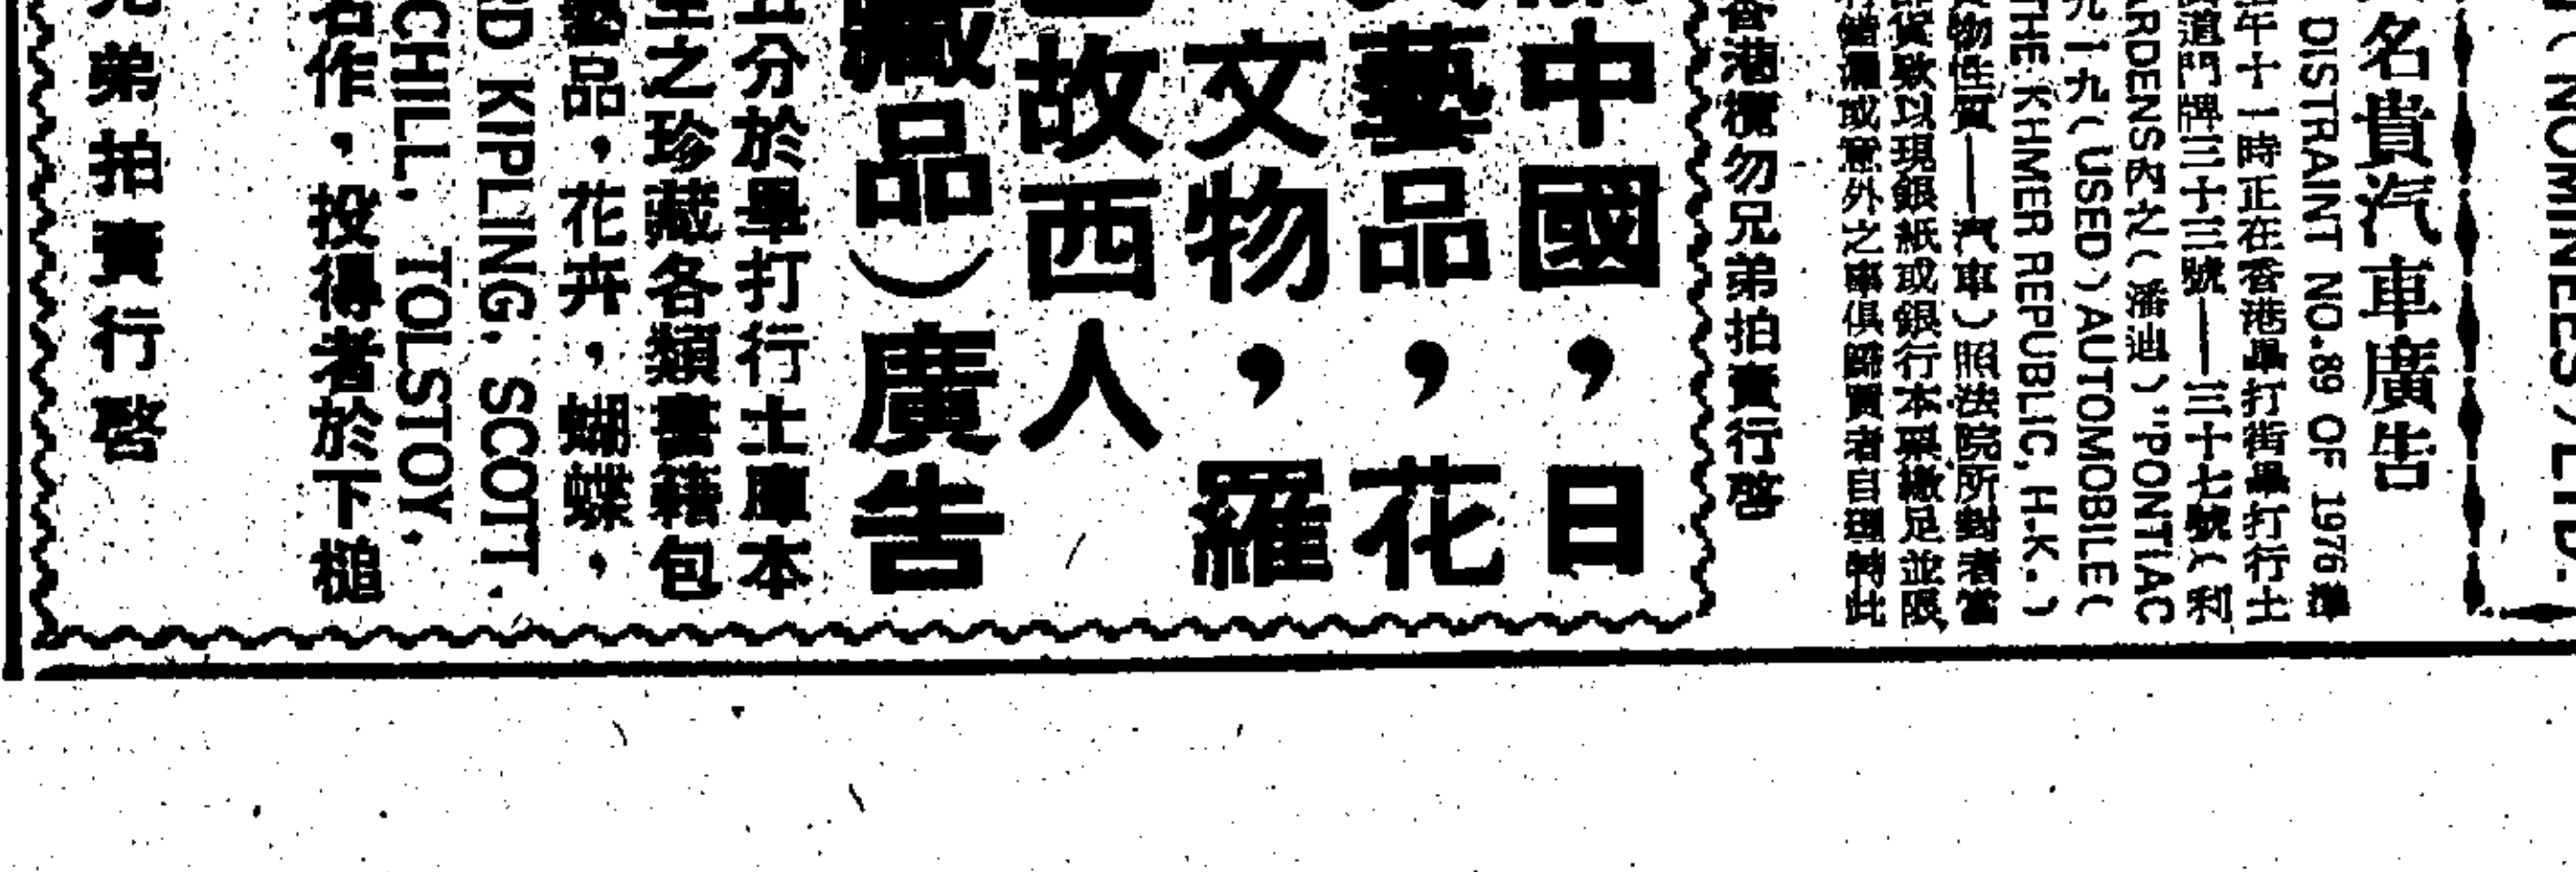 (NOMINEES) LTD.
名貴汽車廣告
DISTRAINT NO.89 OF 1976
午十一時正在香港畢打街畢打行士
道門牌三十三號——三十七號(利
ARDENS內之(潘迪)"PONTIAC
九一九(USED)AUTOMOBILE(
THE KHMER REPUBLIC, H.K.)
物性質——汽車)照法院所封者當
貨欵以現銀紙或銀行本票繳足並限
或意外之事俱歸買者自理特此
香港欖勿兄弟拍賣行啓
中國,日
藝品,花
文物,羅
故西人
藏品)廣告
五分於畢打行士庫本
生之珍藏各類書籍包
藝品,花卉,蝴蝶,
ED KIPLING, SCOTT.
CHILL, TOLSTOY,
名作,投得者於下槌
兄弟拍賣行啓